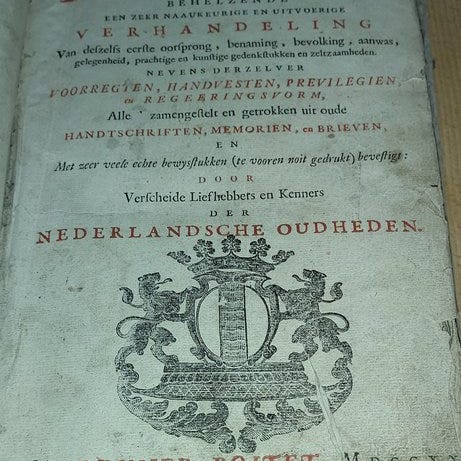 BEHELZENDE
EEN ZEER NAAUKEURIGE EN UITVOERIGE
VERHANDELING
Van deſzelfs eerſte oorſprong, benaming, bevolking, aanwas,
gelegenheid, prachtige en kunſtige gedenkſtukken en zeltzaamheden.
NEVENS DERZELVER
VOORREGTEN, HANDVESTEN, PREVILEGIEN,
en REGEERINGSVORM,
Alle zamengeſtelt en getrokken uit oude
HANDTSCHRIFTEN, MEMORIEN, en BRIEVEN,
EN
Met zeer veele echte bewysſtukken (te vooren noit gedrukt) beveſtigt:
DOOR
Verſcheide Liefhebbers en Kenners
DER
NEDERLANDSCHE OUDHEDEN.
BOITET